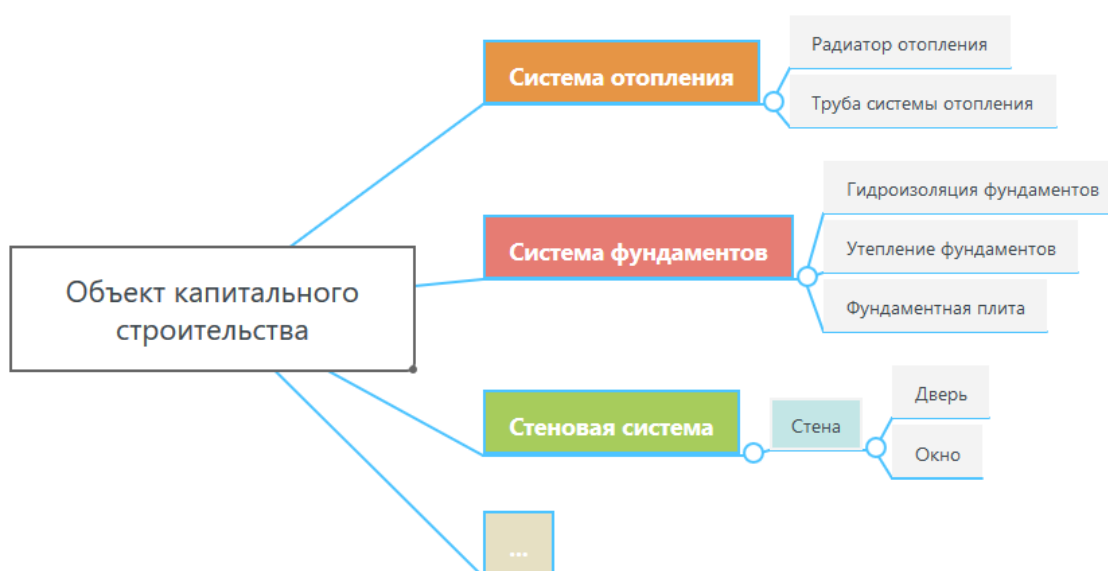 Объект капитального
строительства
Система отопления
Радиатор отопления
Труба системы отопления
Система фундаментов
Гидроизоляция фундаментов
Утепление фундаментов
Фундаментная плита
Стеновая система
Стена
Дверь
Окно
...